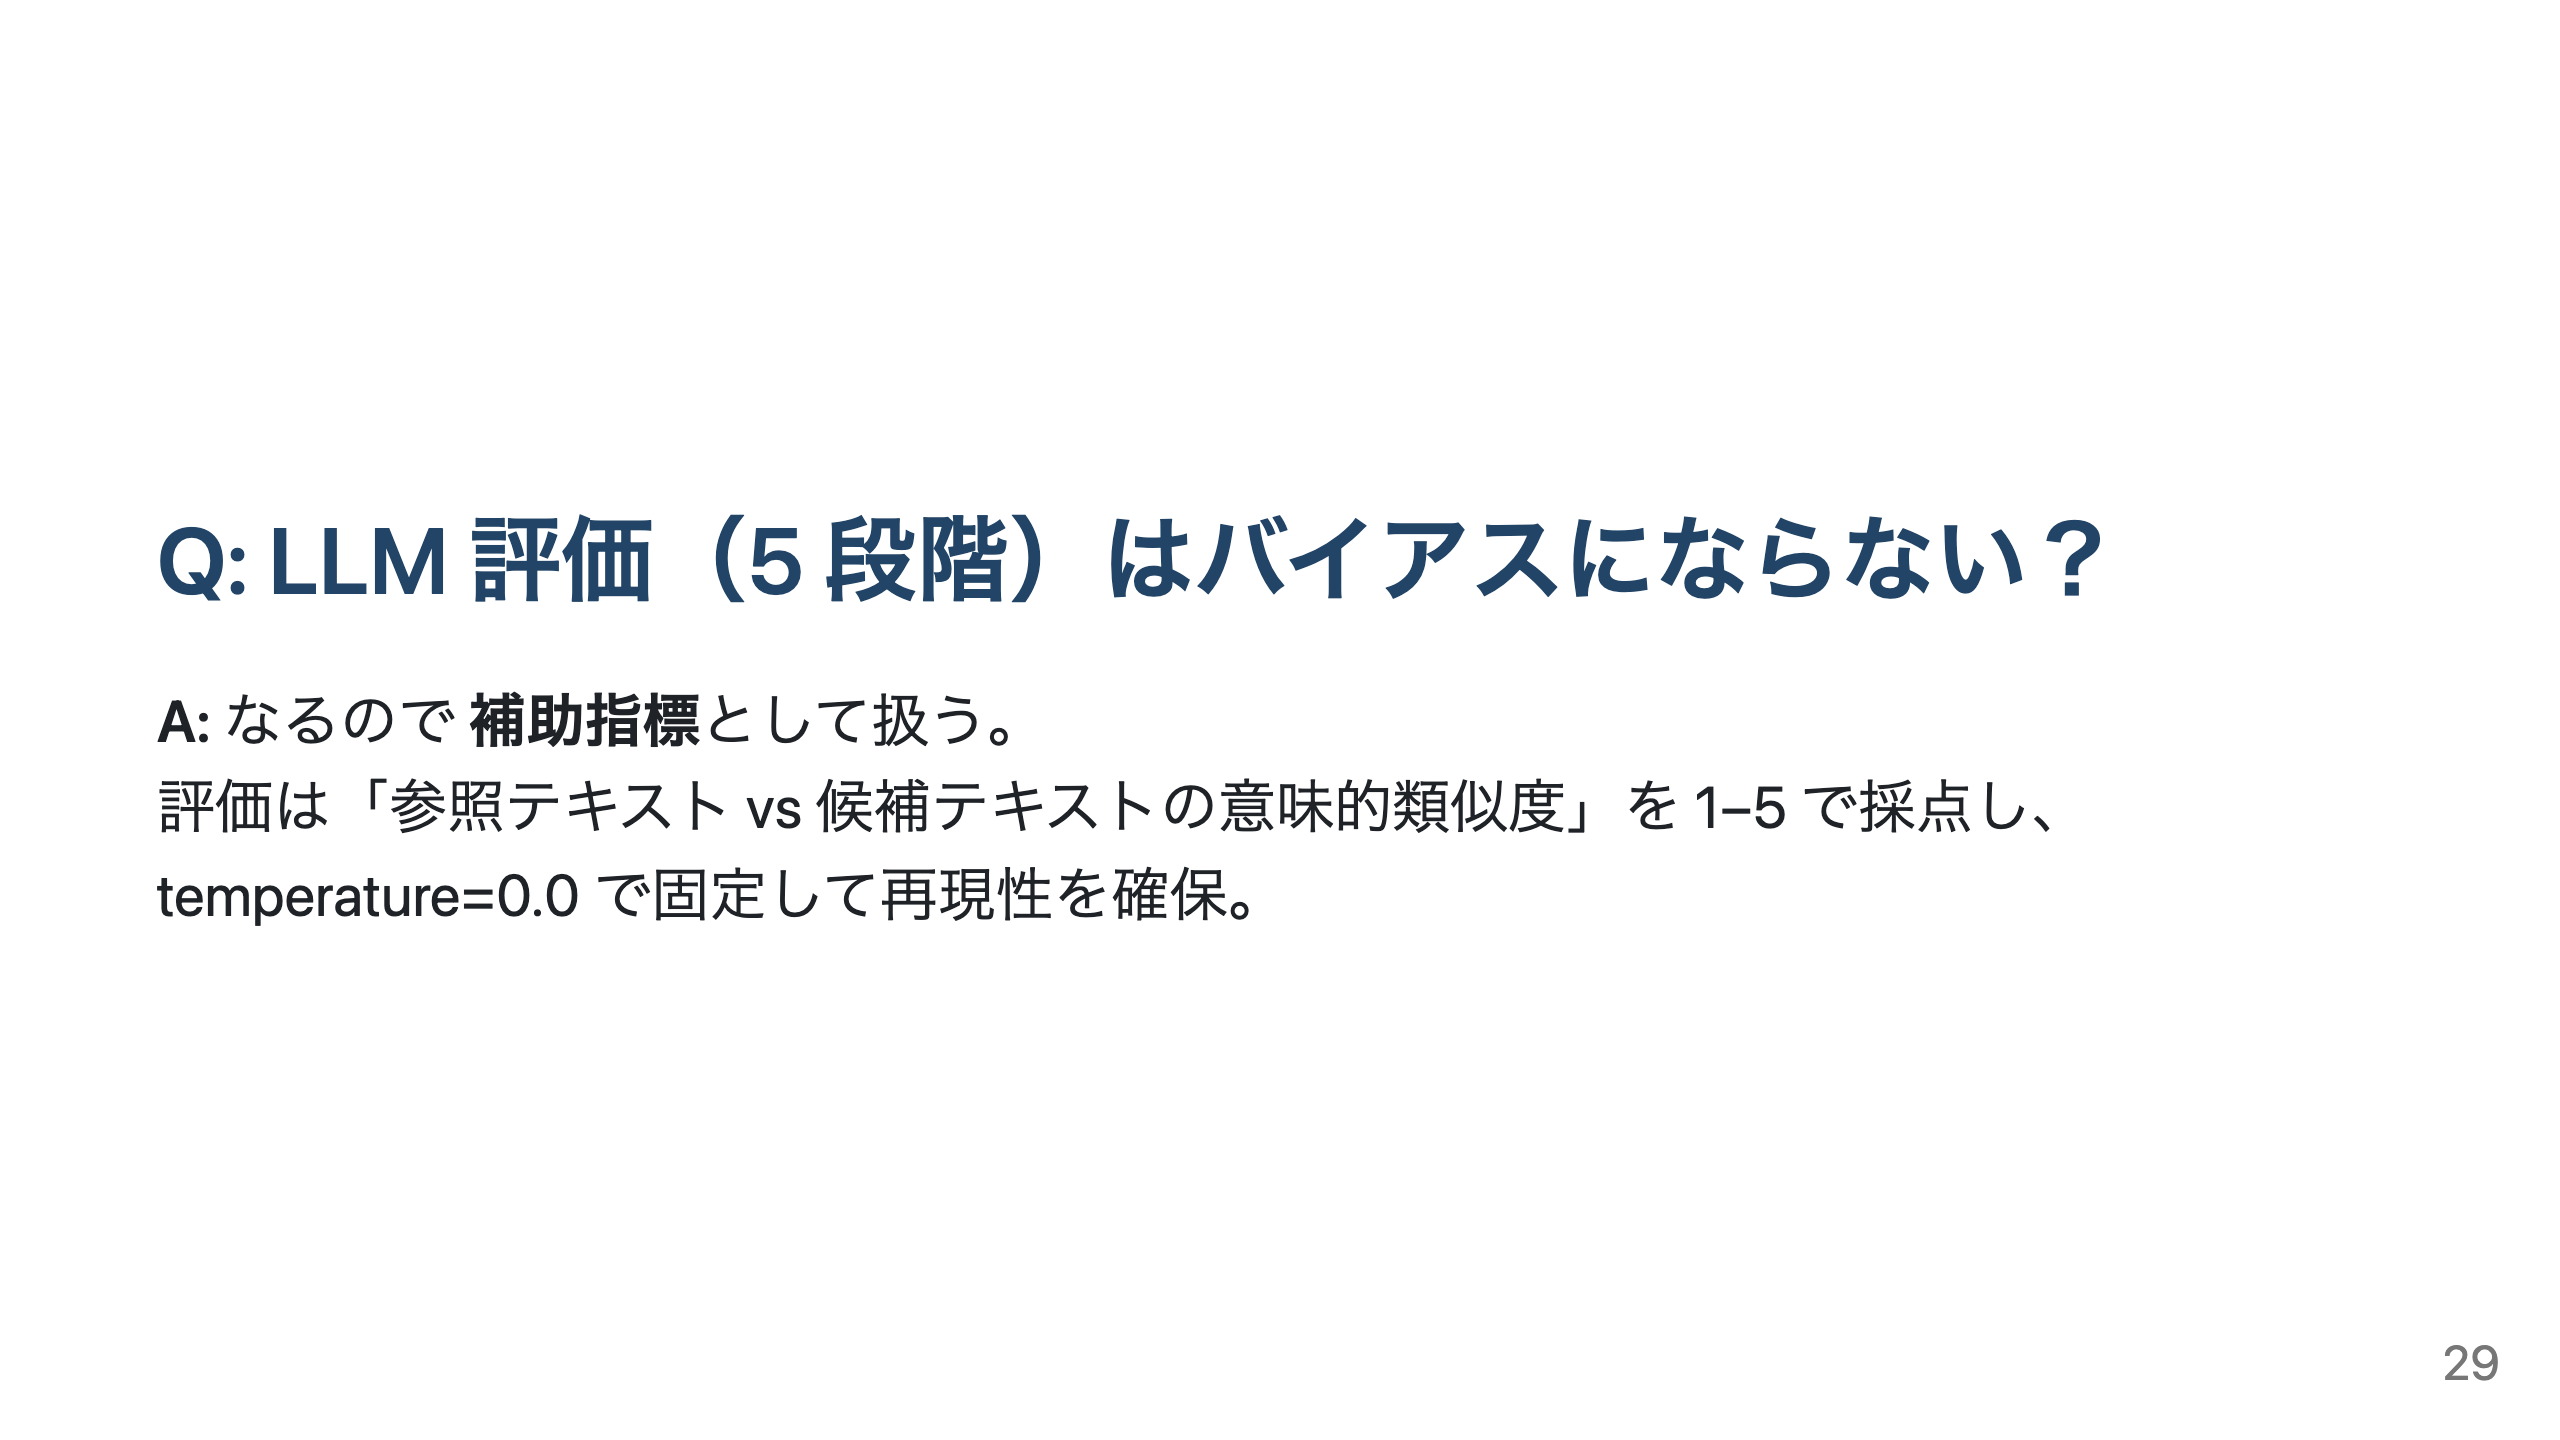 Q: LLM 評価（5 段階）はバイアスにならない？
A: なるので 補助指標として扱う。
評価は「参照テキスト vs 候補テキストの意味的類似度」を 1–5 で採点し、
temperature=0.0 で固定して再現性を確保。
29